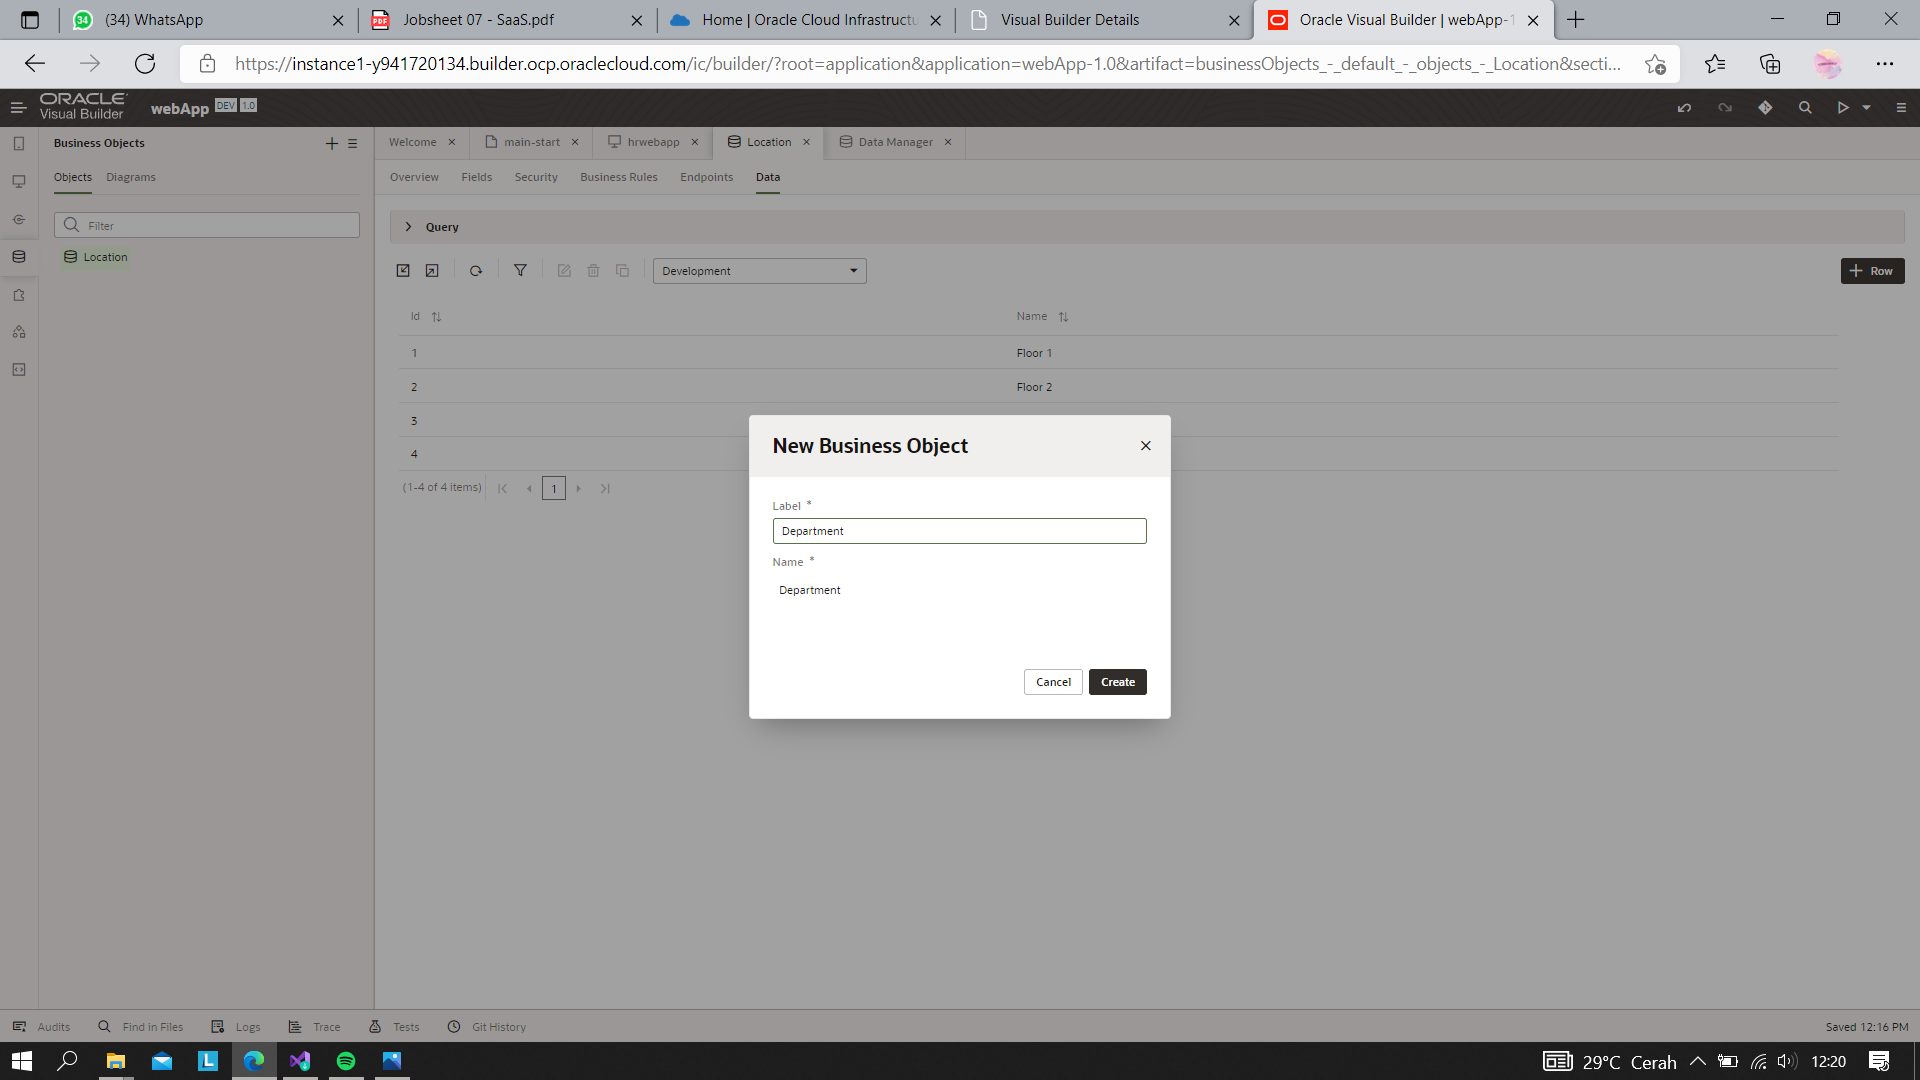 (34) WhatsApp
Jobsheet 07 - SaaS.pdf
Home | Oracle Cloud Infrastructu
Visual Builder Details
Oracle Visual Builder | webApp-1
https://instance1-y941720134.builder.ocp.oraclecloud.com/ic/builder/?root=application&application=webApp-1.0&artifact=businessObjects_-_default_-_objects_-_Location&secti...
ORACLE
Visual Builder
webApp DEV 1.0
Business Objects
Objects Diagrams
Filter
Location
Welcome
main-start
hrwebapp
Location
Data Manager
Overview Fields Security Business Rules Endpoints Data
Query
Development
Row
Id Name
1 Floor 1
2 Floor 2
3
4
(1-4 of 4 items) 1
New Business Object
Label *
Department
Name *
Department
Cancel Create
Audits Find in Files Logs Trace Tests Git History
Saved 12:16 PM
29°C Cerah
12:20